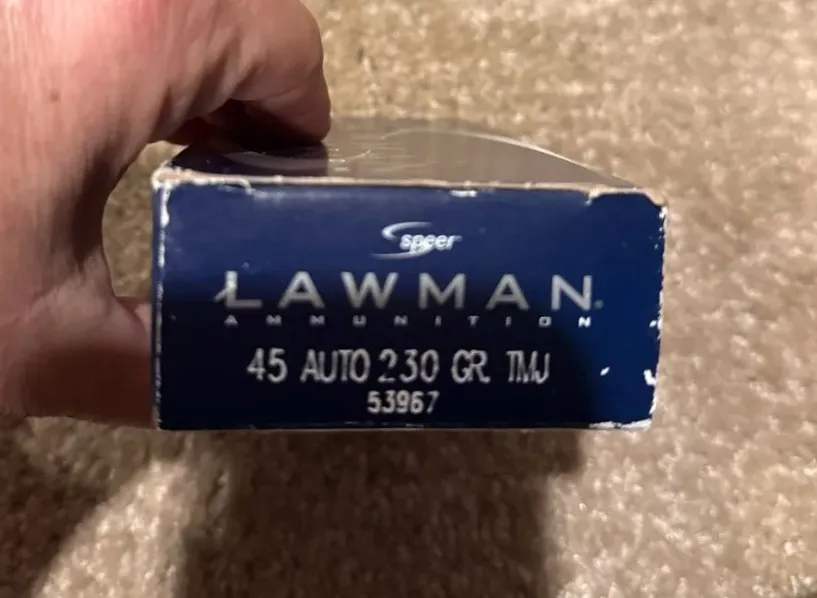 speer
LAWMAN.
AMMUNITION
45 AUTO 230 GR. TMJ
53967